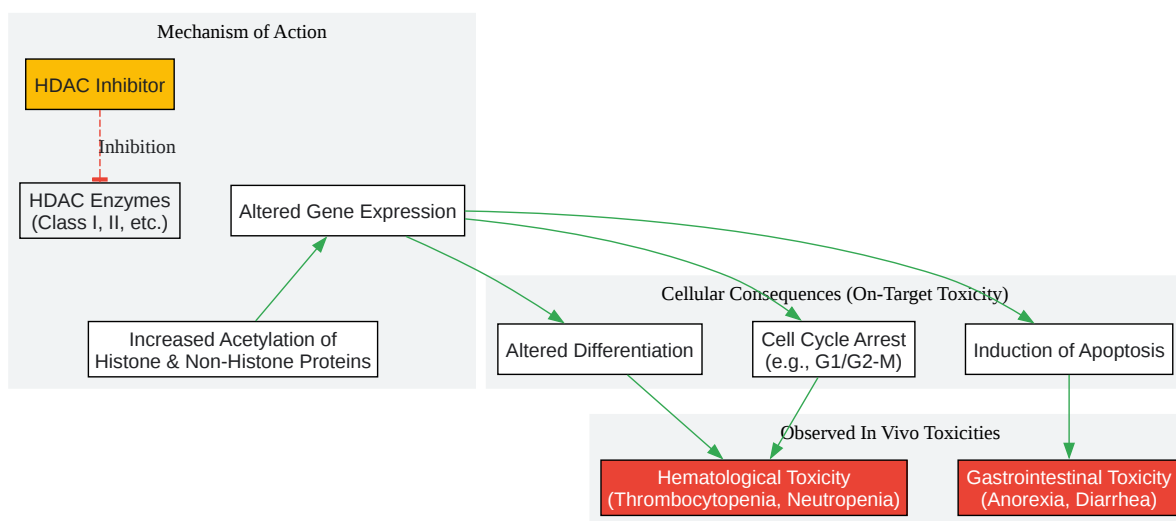 Mechanism of Action
HDAC Inhibitor
Inhibition
HDAC Enzymes
(Class I, II, etc.)
Altered Gene Expression
Increased Acetylation of
Histone & Non-Histone Proteins
Cellular Consequences (On-Target Toxicity)
Altered Differentiation
Cell Cycle Arrest
(e.g., G1/G2-M)
Induction of Apoptosis
Observed In Vivo Toxicities
Hematological Toxicity
(Thrombocytopenia, Neutropenia)
Gastrointestinal Toxicity
(Anorexia, Diarrhea)